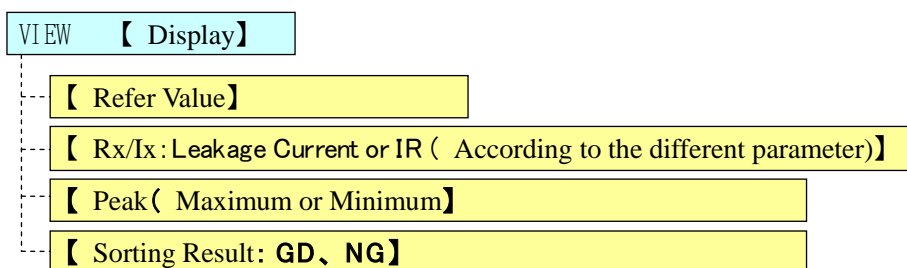 VIEW 【 Display】
【 Refer Value】
【 Rx/Ix:Leakage Current or IR( According to the different parameter)】
【 Peak( Maximum or Minimum】
【 Sorting Result: GD、NG】